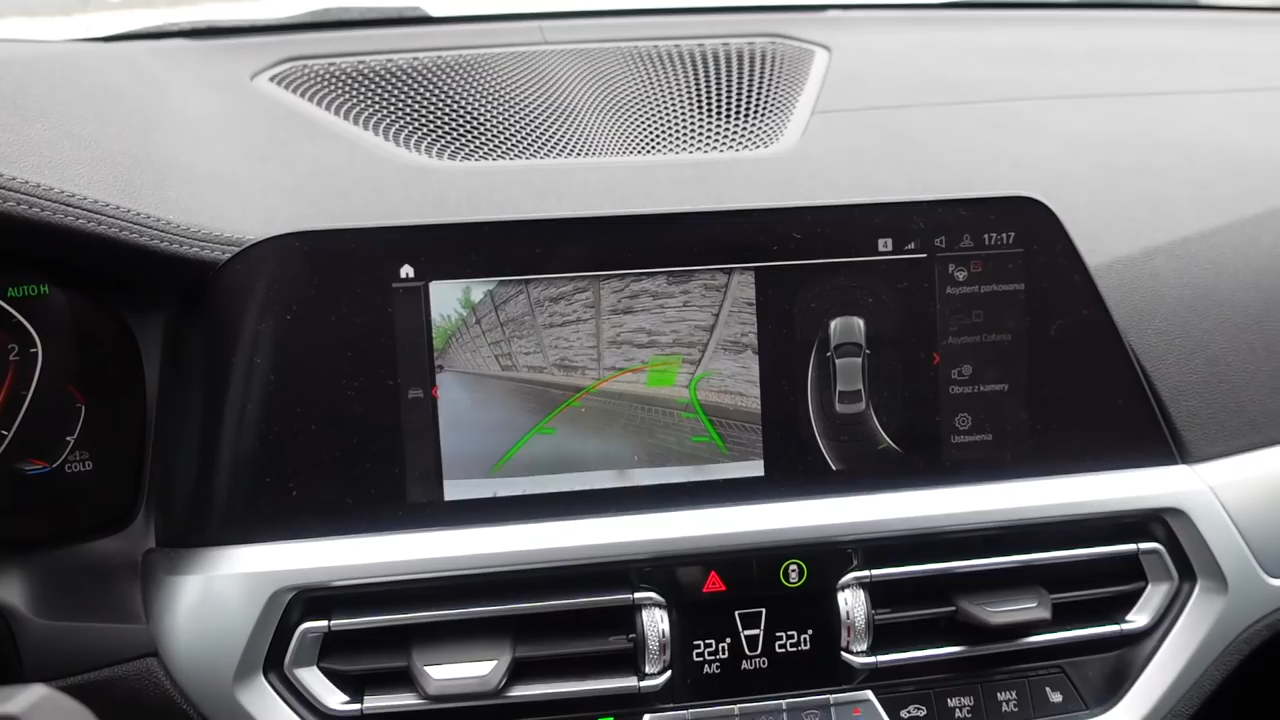 AUTO H
2
COLD
4
17:17
P
Asystent parkowania
Asystent Cofania
Obraz z kamery
Ustawienia
22.0°
22.0°
A/C
AUTO
MENU
A/C
MAX
A/C